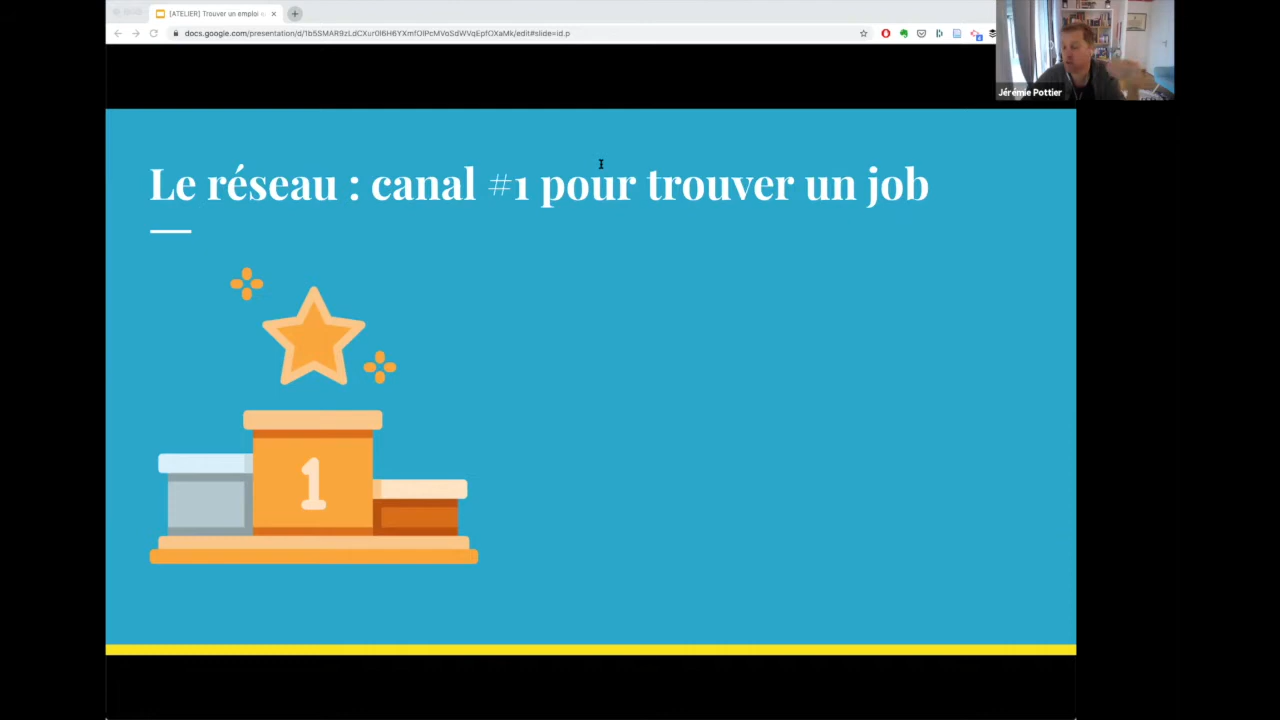 [ATELIER] Trouver un emploi e
docs.google.com/presentation/d/1b5SMAR9zLdCXur0I6H6YXmfOlPcMVoSdWVqEpfOXaMk/edit#slide=id.p
Jérémie Pottier
Le réseau : canal #1 pour trouver un job
1